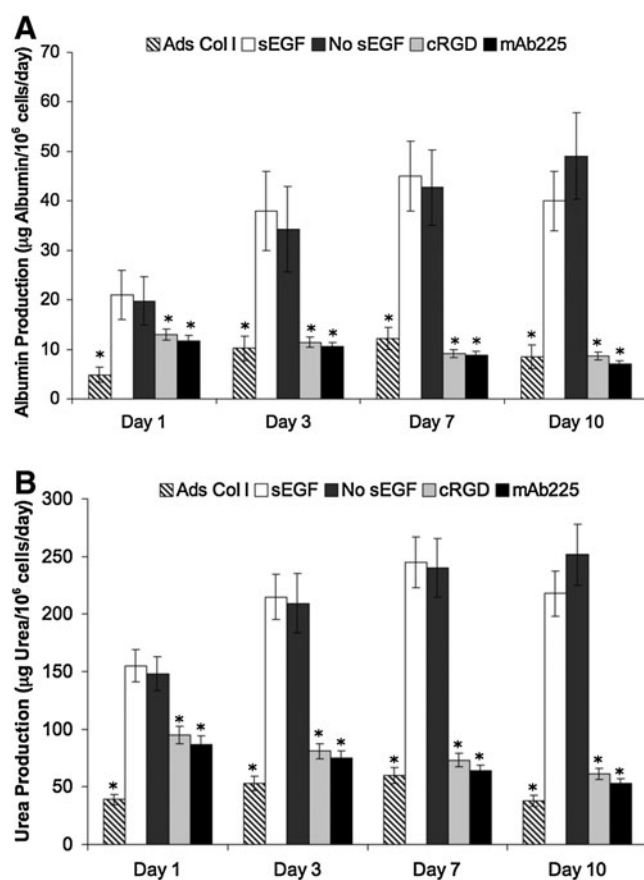 A
Ads Col I sEGF No sEGF cRGD mAb225
Albumin Production (µg Albumin/10⁶ cells/day)
70
60
50
40
30
20
10
0
* * * * * * * * * * * *
Day 1 Day 3 Day 7 Day 10
B
Ads Col I sEGF No sEGF cRGD mAb225
Urea Production (µg Urea/10⁶ cells/day)
300
250
200
150
100
50
0
* * * * * * * * * * * *
Day 1 Day 3 Day 7 Day 10